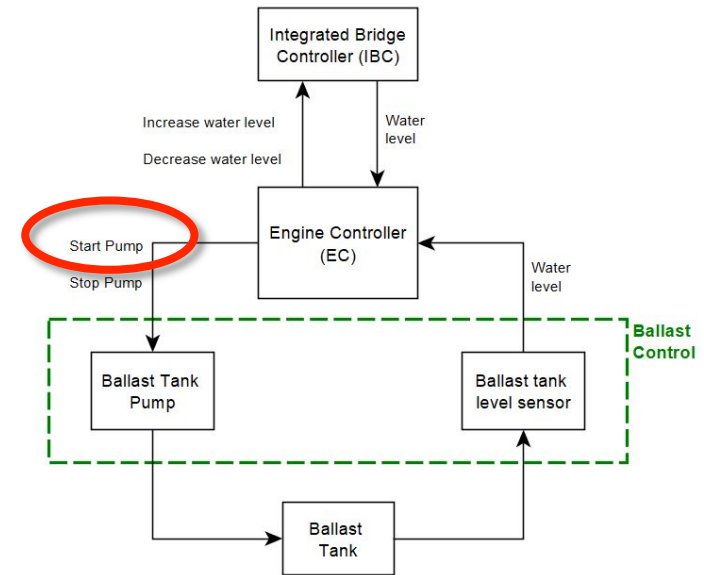 Integrated Bridge
Controller (IBC)
Increase water level
Decrease water level
Water
level
Engine Controller
(EC)
Start Pump
Stop Pump
Water
level
Ballast
Control
Ballast Tank
Pump
Ballast tank
level sensor
Ballast
Tank